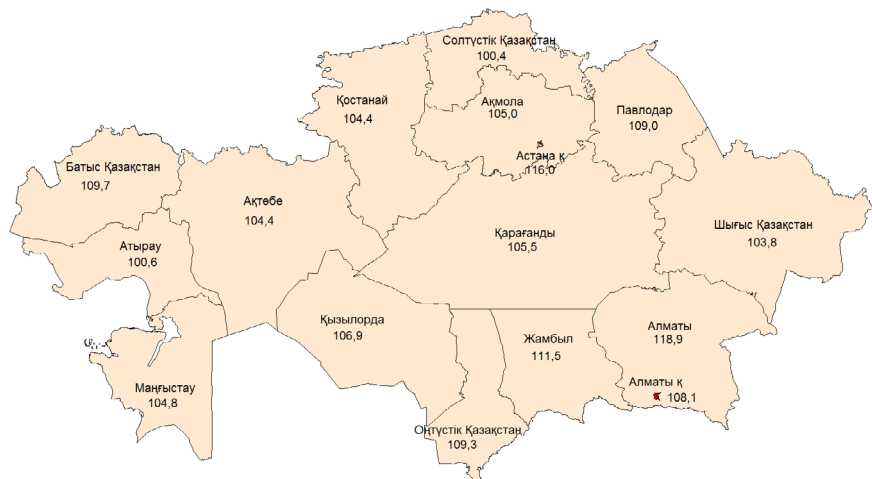 Солтүстік Қазақстан
100,4
Қостанай
104,4
Ақмола
105,0
Павлодар
109,0
Астана қ
116,0
Батыс Қазақстан
109,7
Ақтөбе
104,4
Қарағанды
105,5
Шығыс Қазақстан
103,8
Атырау
100,6
Қызылорда
106,9
Жамбыл
111,5
Алматы
118,9
Маңғыстау
104,8
Алматы қ
108,1
Оңтүстік Қазақстан
109,3